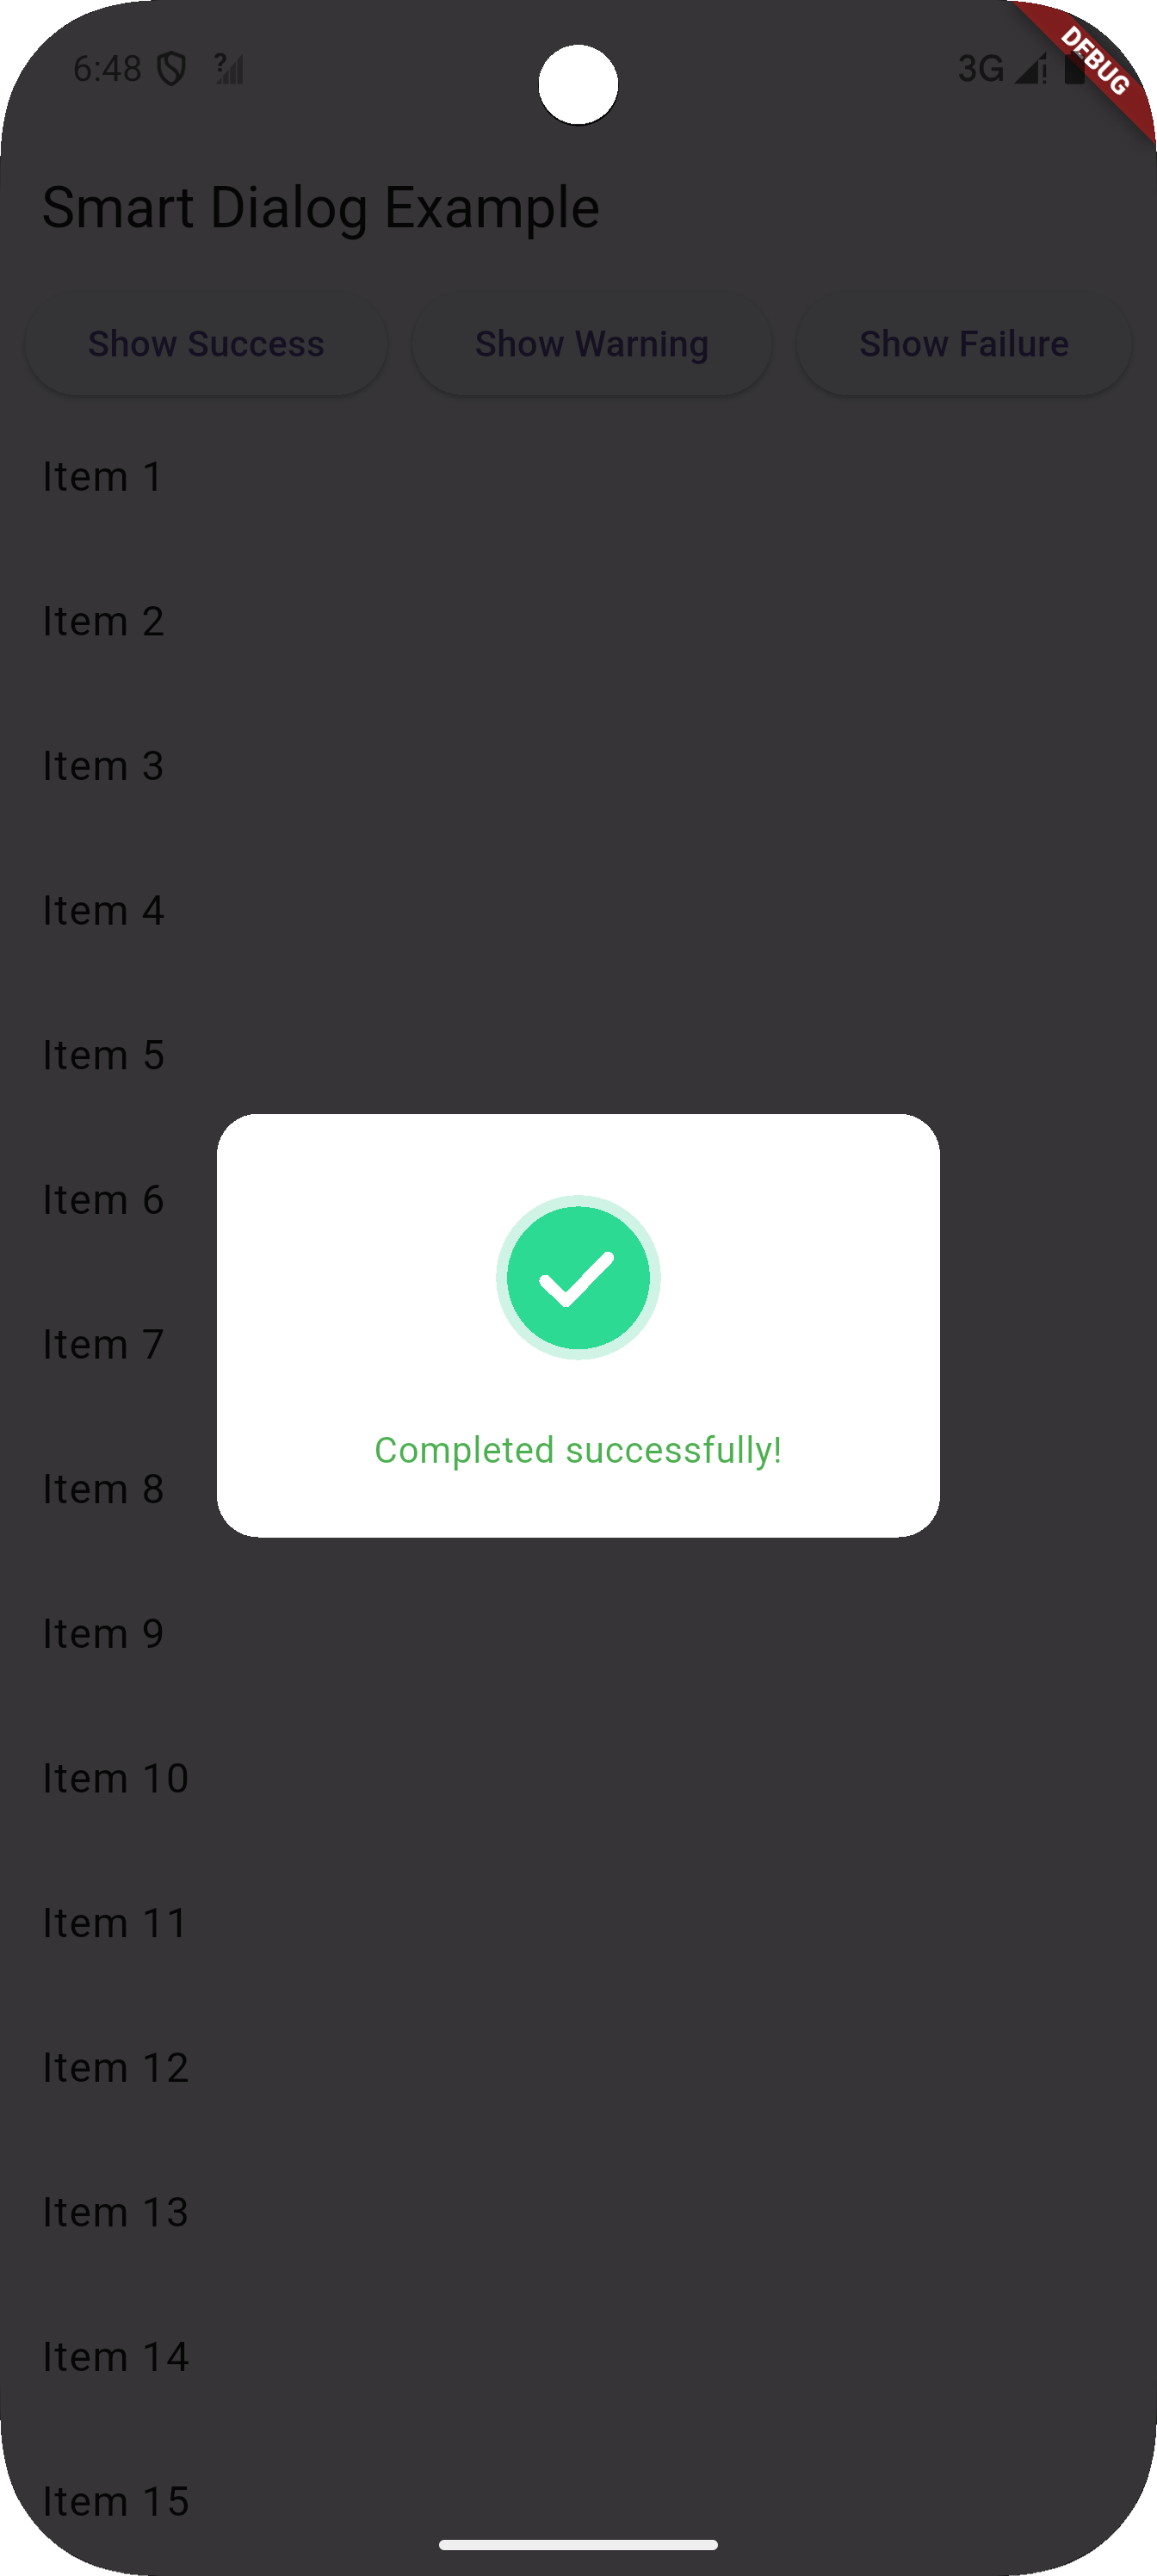 6:48 ? 3G !
DEBUG
Smart Dialog Example
Show Success Show Warning Show Failure
Item 1
Item 2
Item 3
Item 4
Item 5
Item 6
Item 7
Completed successfully!
Item 8
Item 9
Item 10
Item 11
Item 12
Item 13
Item 14
Item 15